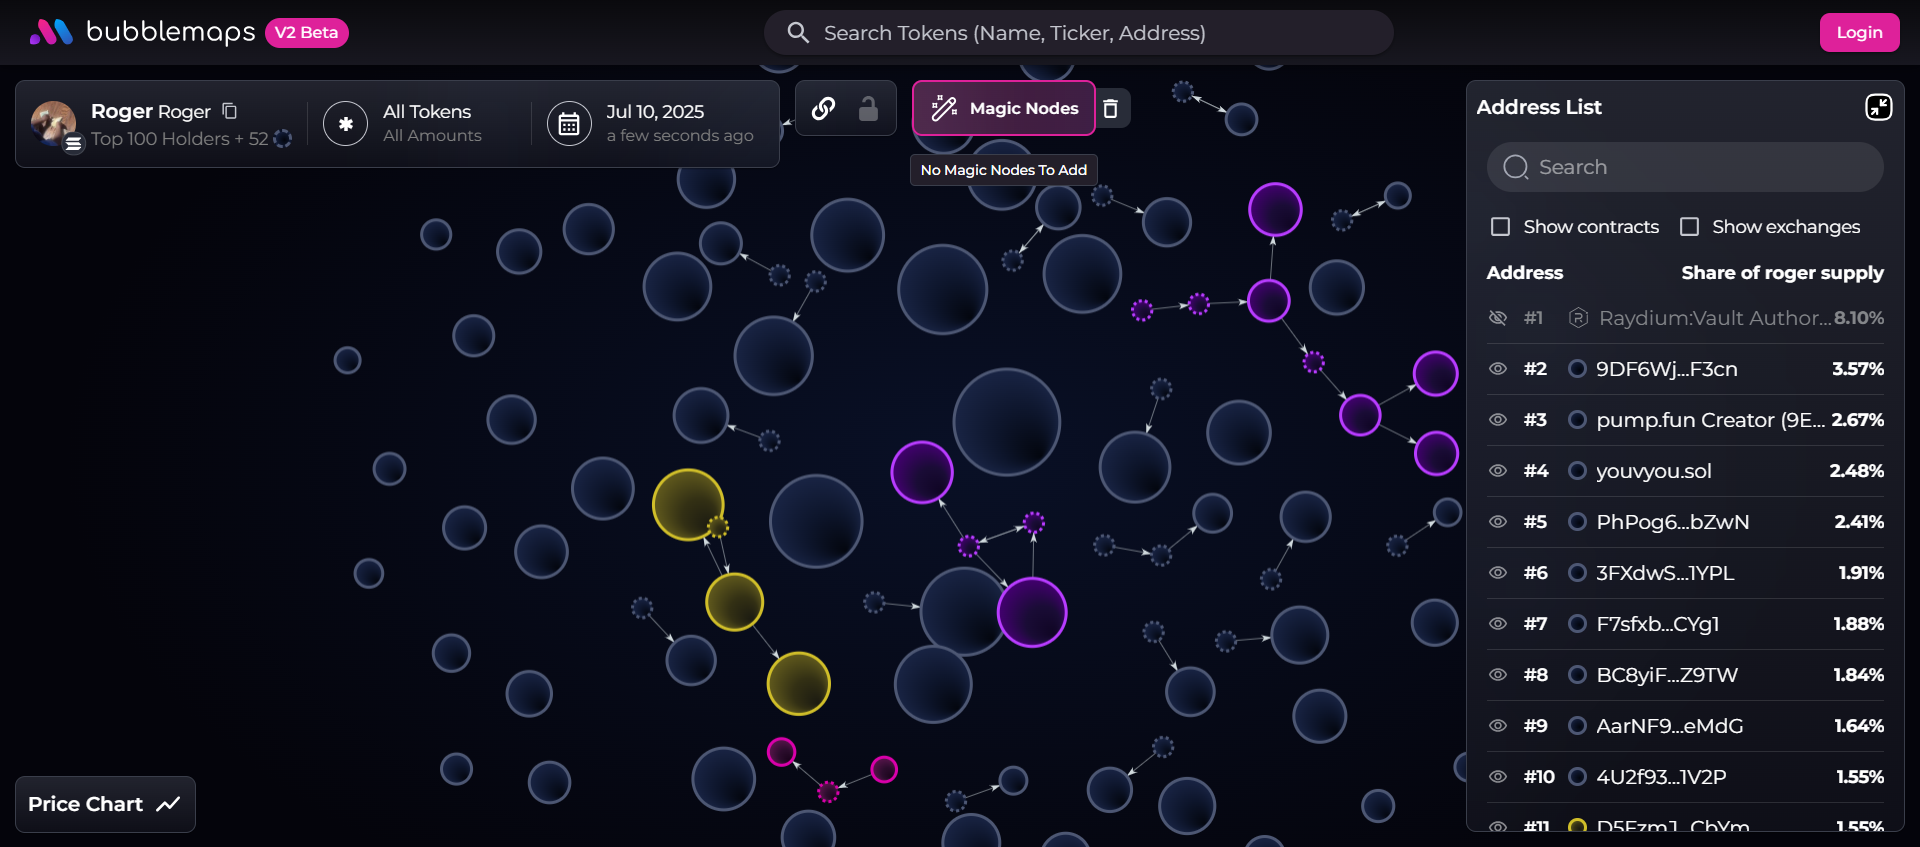 bubblemaps V2 Beta
Search Tokens (Name, Ticker, Address)
Login
Roger Roger
Top 100 Holders + 52
All Tokens
All Amounts
Jul 10, 2025
a few seconds ago
Magic Nodes
No Magic Nodes To Add
Address List
Search
Show contracts Show exchanges
Address Share of roger supply
#1 Raydium:Vault Author... 8.10%
#2 9DF6Wj...F3cn 3.57%
#3 pump.fun Creator (9E... 2.67%
#4 youvyou.sol 2.48%
#5 PhPog6...bZwN 2.41%
#6 3FXdwS...1YPL 1.91%
#7 F7sfxb...CYg1 1.88%
#8 BC8yiF...Z9TW 1.84%
#9 AarNF9...eMdG 1.64%
#10 4U2f93...1V2P 1.55%
#11 1.55%
Price Chart